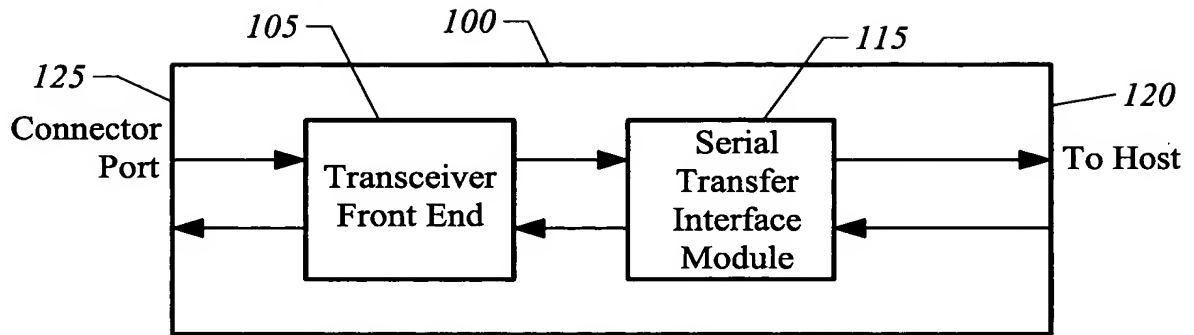 105
100
115
125
120
Connector
Port
Transceiver
Front End
Serial
Transfer
Interface
Module
To Host